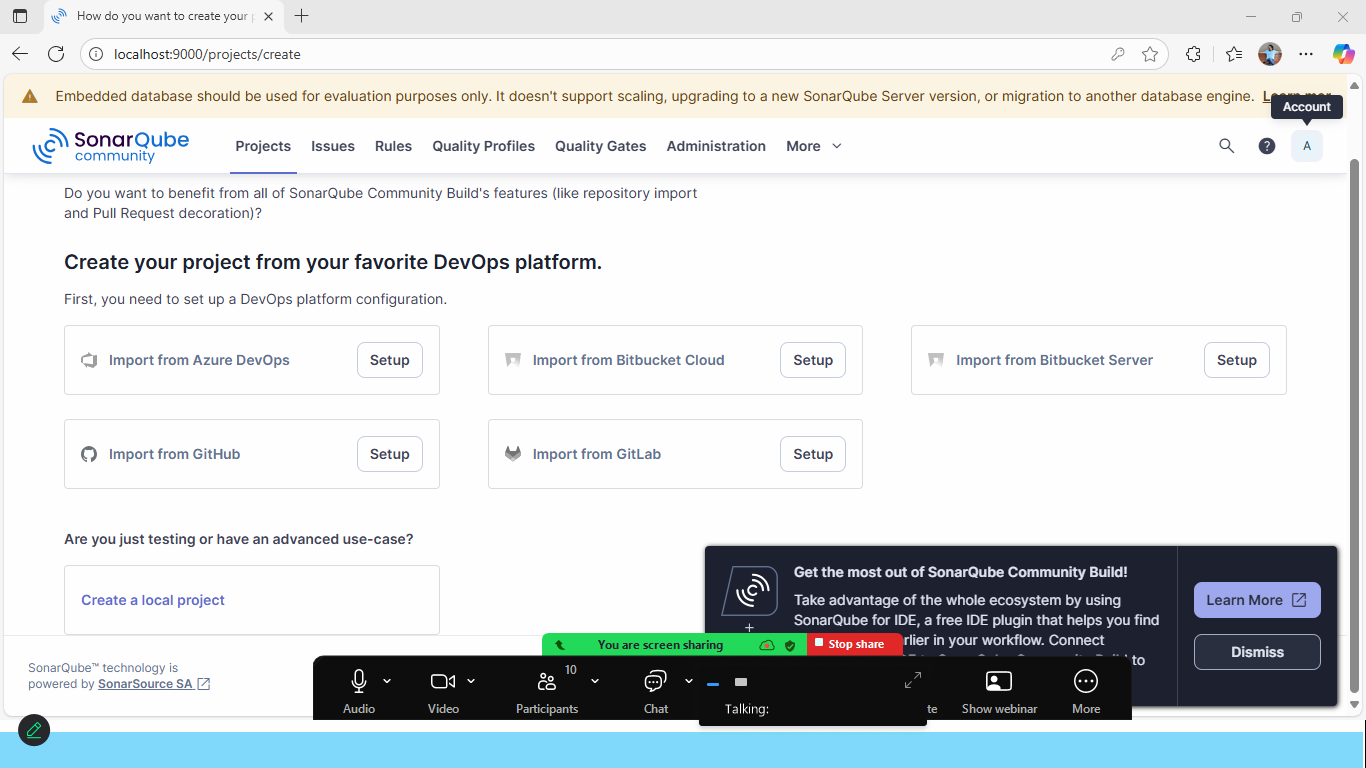 How do you want to create your p
localhost:9000/projects/create
Embedded database should be used for evaluation purposes only. It doesn't support scaling, upgrading to a new SonarQube Server version, or migration to another database engine.
Account
SonarQube
community
Projects
Issues
Rules
Quality Profiles
Quality Gates
Administration
More
?
A
Do you want to benefit from all of SonarQube Community Build's features (like repository import
and Pull Request decoration)?
Create your project from your favorite DevOps platform.
First, you need to set up a DevOps platform configuration.
Import from Azure DevOps
Setup
Import from Bitbucket Cloud
Setup
Import from Bitbucket Server
Setup
Import from GitHub
Setup
Import from GitLab
Setup
Are you just testing or have an advanced use-case?
Create a local project
Get the most out of SonarQube Community Build!
Take advantage of the whole ecosystem by using
SonarQube for IDE, a free IDE plugin that helps you find
rlier in your workflow. Connect
to
Learn More
Dismiss
SonarQube™ technology is
powered by SonarSource SA
You are screen sharing
Stop share
Audio
Video
10
Participants
Chat
Talking:
te
Show webinar
More